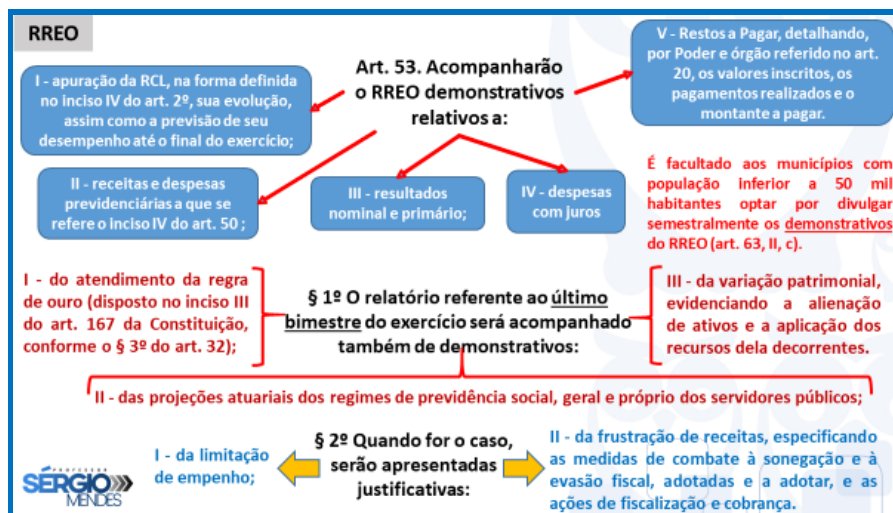 RREO
I - apuração da RCL, na forma definida
no inciso IV do art. 2º, sua evolução,
assim como a previsão de seu
desempenho até o final do exercício;
Art. 53. Acompanharão
o RREO demonstrativos
relativos a:
V - Restos a Pagar, detalhando,
por Poder e órgão referido no art.
20, os valores inscritos, os
pagamentos realizados e o
montante a pagar.
II – receitas e despesas
previdenciárias a que se
refere o inciso IV do art. 50 ;
III - resultados
nominal e primário;
IV - despesas
com juros
É facultado aos municípios com
população inferior a 50 mil
habitantes optar por divulgar
semestralmente os demonstrativos
do RREO (art. 63, II, c).
I - do atendimento da regra
de ouro (disposto no inciso III
do art. 167 da Constituição,
conforme o § 3º do art. 32);
§ 1º O relatório referente ao último
bimestre do exercício será acompanhado
também de demonstrativos:
III - da variação patrimonial,
evidenciando a alienação
de ativos e a aplicação dos
recursos dela decorrentes.
II - das projeções atuariais dos regimes de previdência social, geral e próprio dos servidores públicos;
I - da limitação
de empenho;
§ 2º Quando for o caso,
serão apresentadas
justificativas:
II - da frustração de receitas, especificando
as medidas de combate à sonegação e à
evasão fiscal, adotadas e a adotar, e as
ações de fiscalização e cobrança.
PROFESSOR
SÉRGIO
MENDES